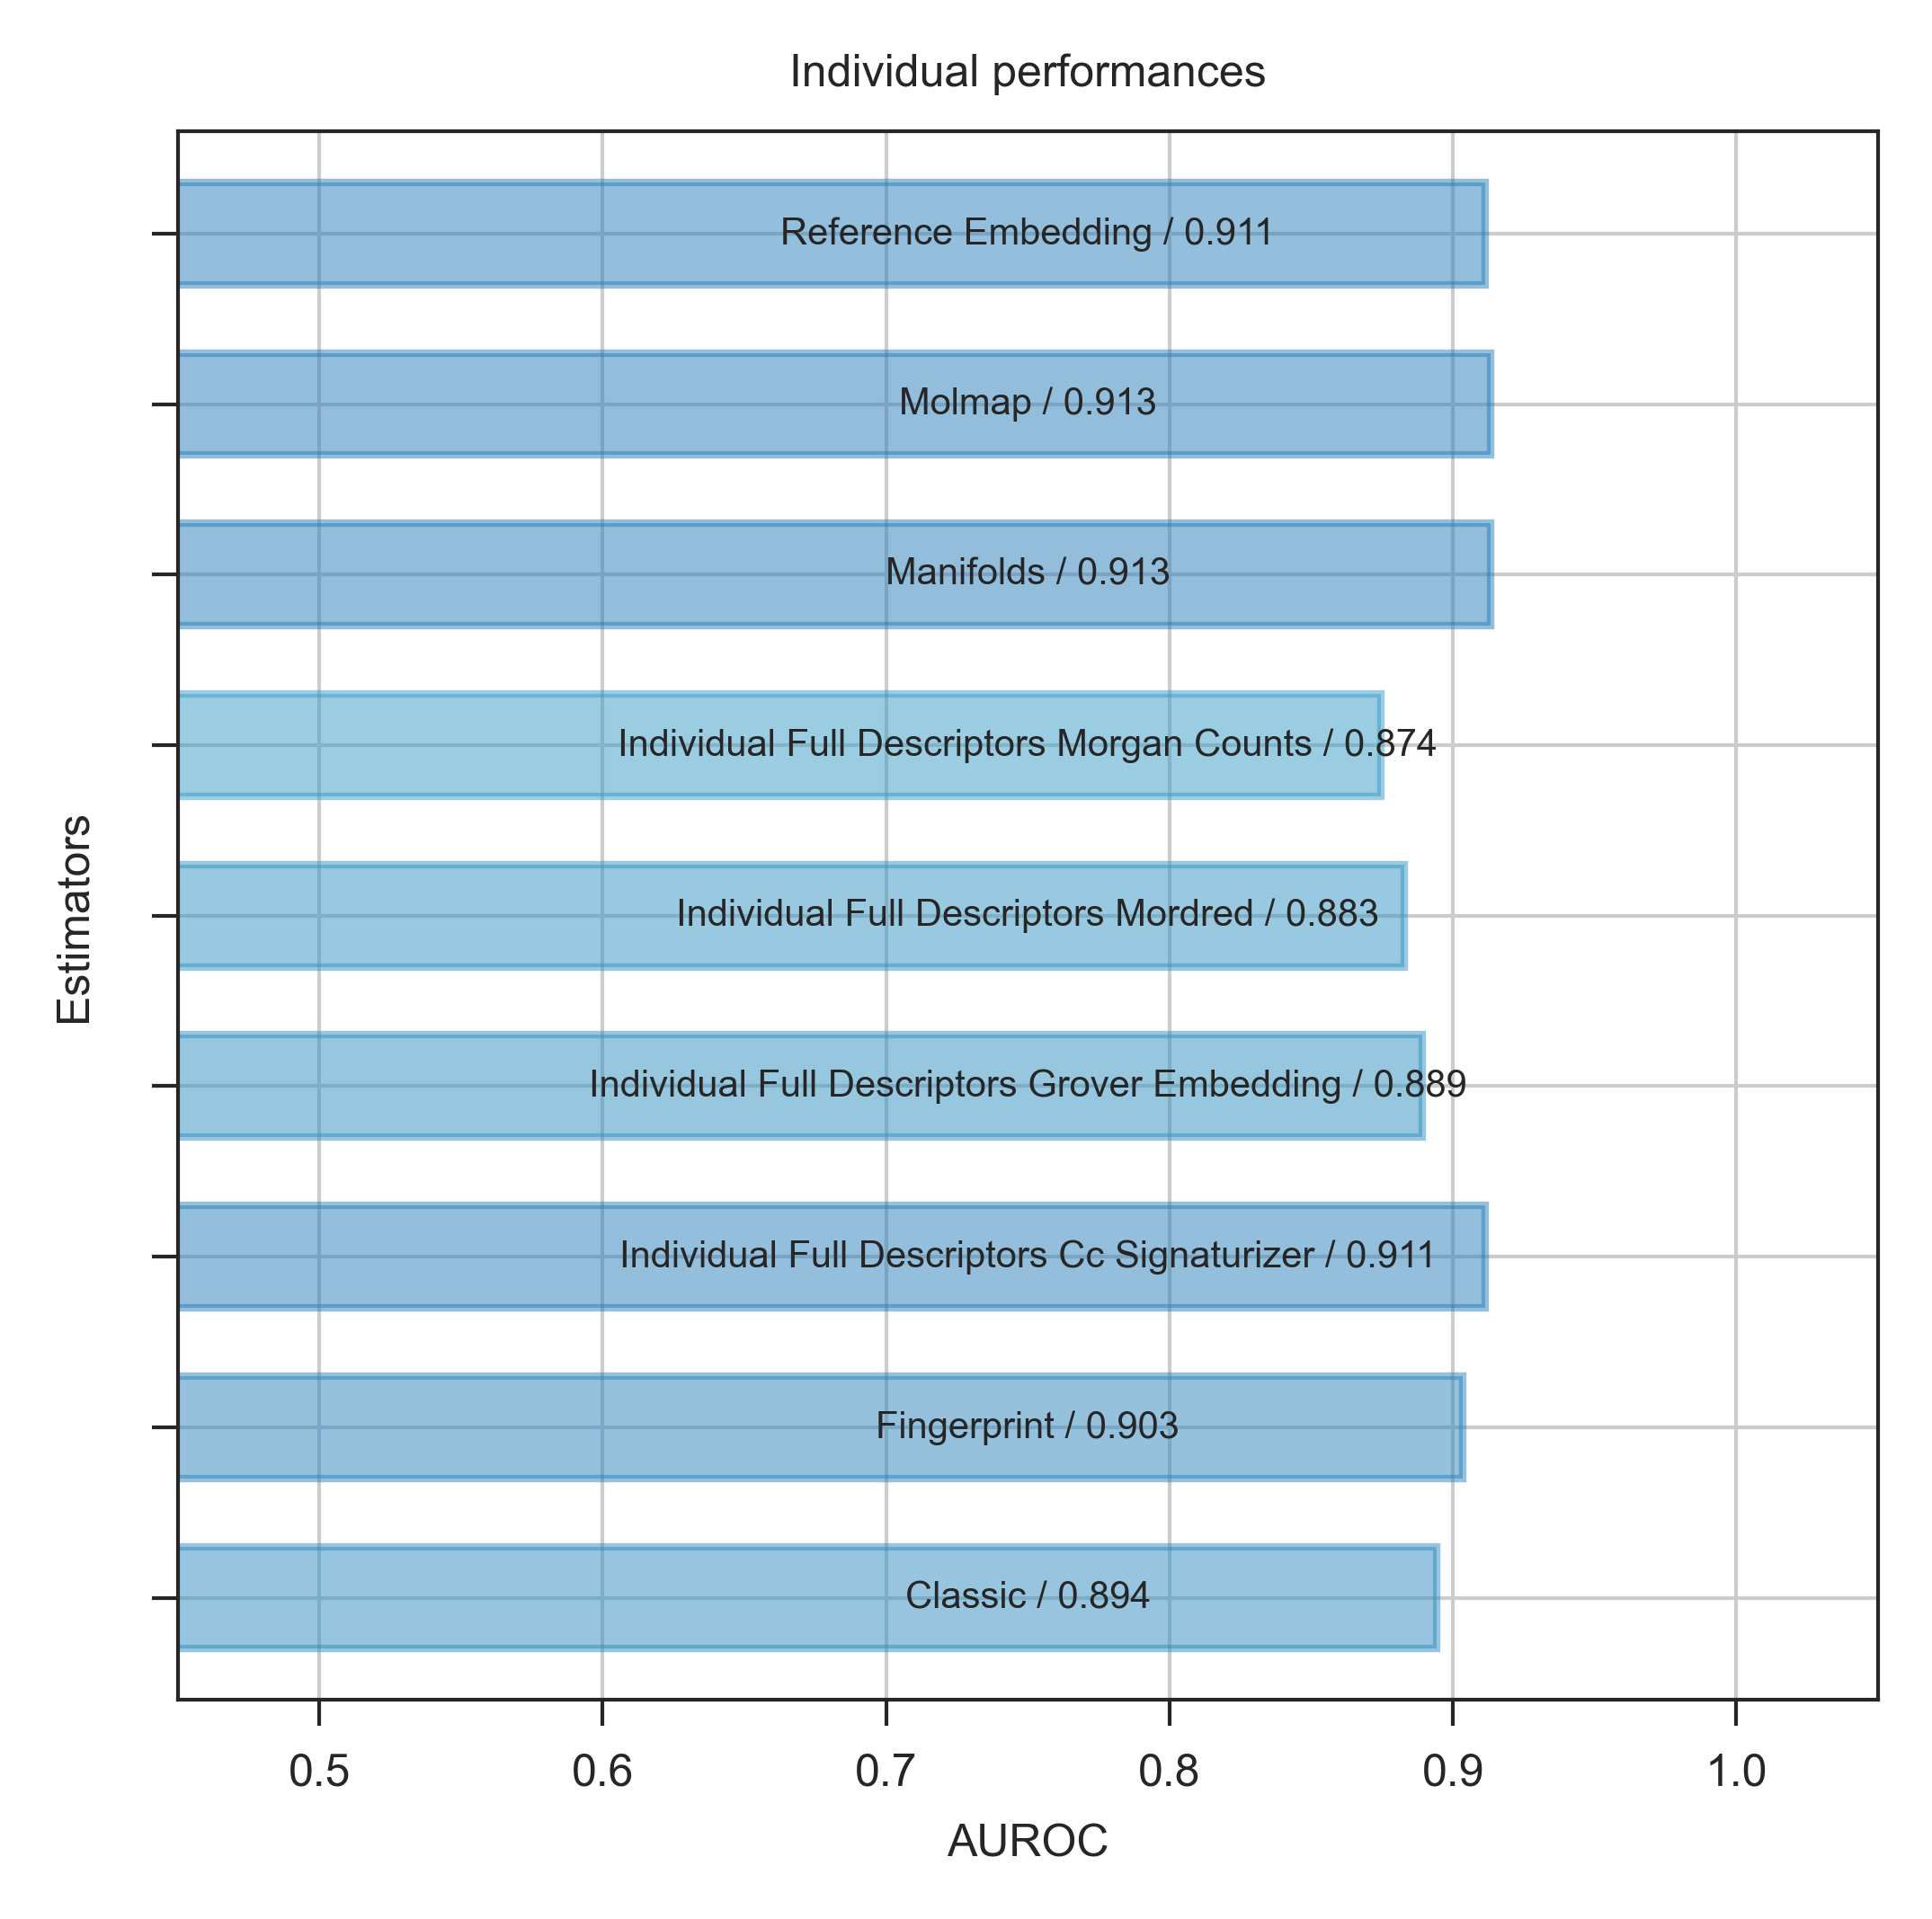 Individual performances
Reference Embedding / 0.911
Molmap / 0.913
Manifolds / 0.913
Individual Full Descriptors Morgan Counts / 0.874
Individual Full Descriptors Mordred / 0.883
Individual Full Descriptors Grover Embedding / 0.889
Individual Full Descriptors Cc Signaturizer / 0.911
Fingerprint / 0.903
Classic / 0.894
Estimators
0.5 0.6 0.7 0.8 0.9 1.0
AUROC